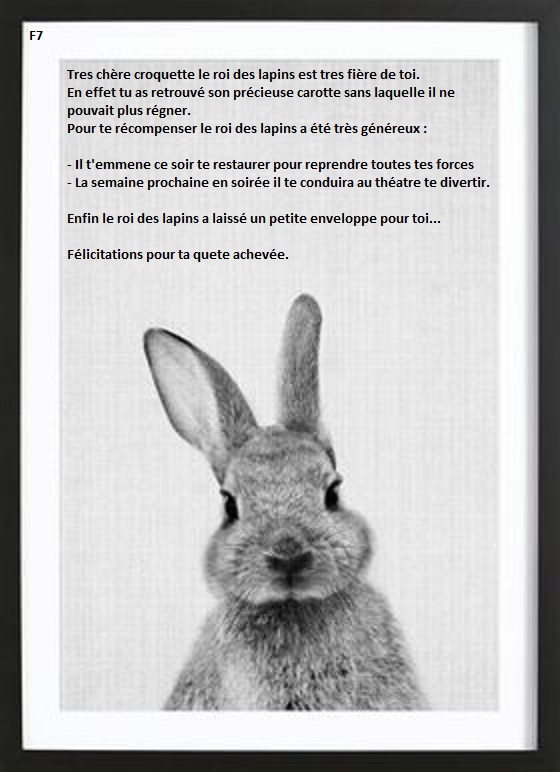 F7
Tres chère croquette le roi des lapins est tres fière de toi.
En effet tu as retrouvé son précieuse carotte sans laquelle il ne
pouvait plus régner.
Pour te récompenser le roi des lapins a été très généreux :
- Il t'emmene ce soir te restaurer pour reprendre toutes tes forces
- La semaine prochaine en soirée il te conduira au théatre te divertir.
Enfin le roi des lapins a laissé un petite enveloppe pour toi...
Félicitations pour ta quete achevée.